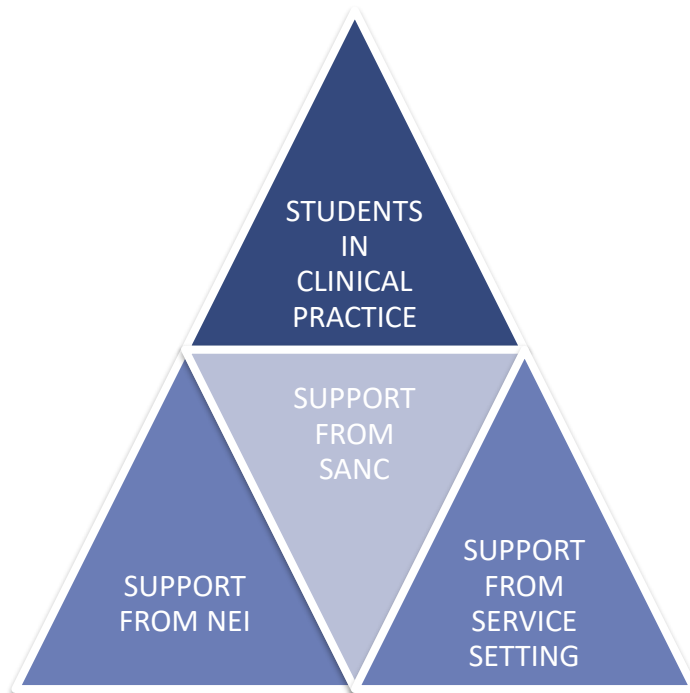 STUDENTS
IN
CLINICAL
PRACTICE
SUPPORT
FROM
SANC
SUPPORT
FROM NEI
SUPPORT
FROM
SERVICE
SETTING